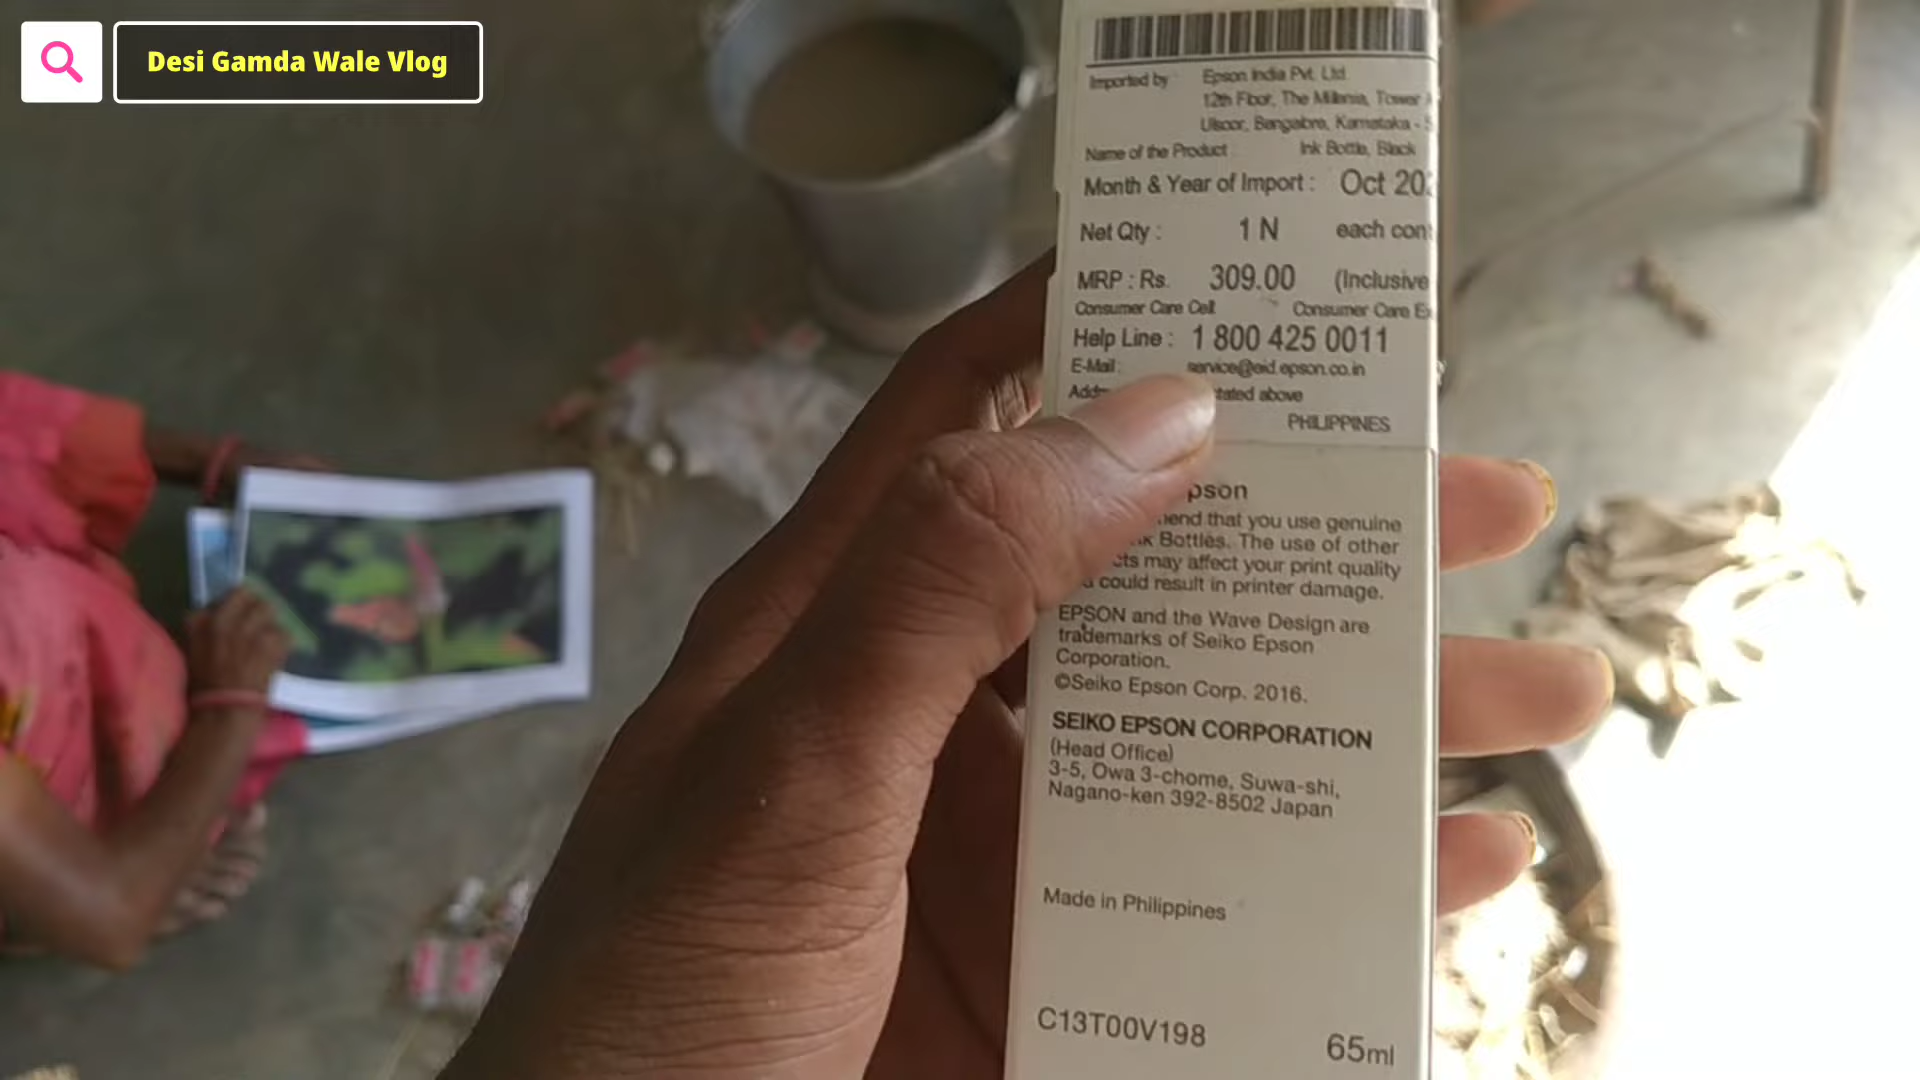 Desi Gamda Wale Vlog
Imported by : Epson India Pvt. Ltd.
12th Floor, The Millenia, Tower
Ulsoor, Bangalore, Karnataka -
Name of the Product : Ink Bottle, Black
Month & Year of Import : Oct 20
Net Qty : 1 N each
MRP : Rs. 309.00 (Inclusive
Consumer Care Cell Consumer Care
Help Line : 1 800 425 0011
E-Mail : service@eid.epson.co.in
above
PHILIPPINES
pson
that you use genuine
Bottles. The use of other
may affect your print quality
could result in printer damage.
EPSON and the Wave Design are
trademarks of Seiko Epson
Corporation.
©Seiko Epson Corp. 2016.
SEIKO EPSON CORPORATION
(Head Office)
3-5, Owa 3-chome, Suwa-shi,
Nagano-ken 392-8502 Japan
Made in Philippines
C13T00V198 65ml